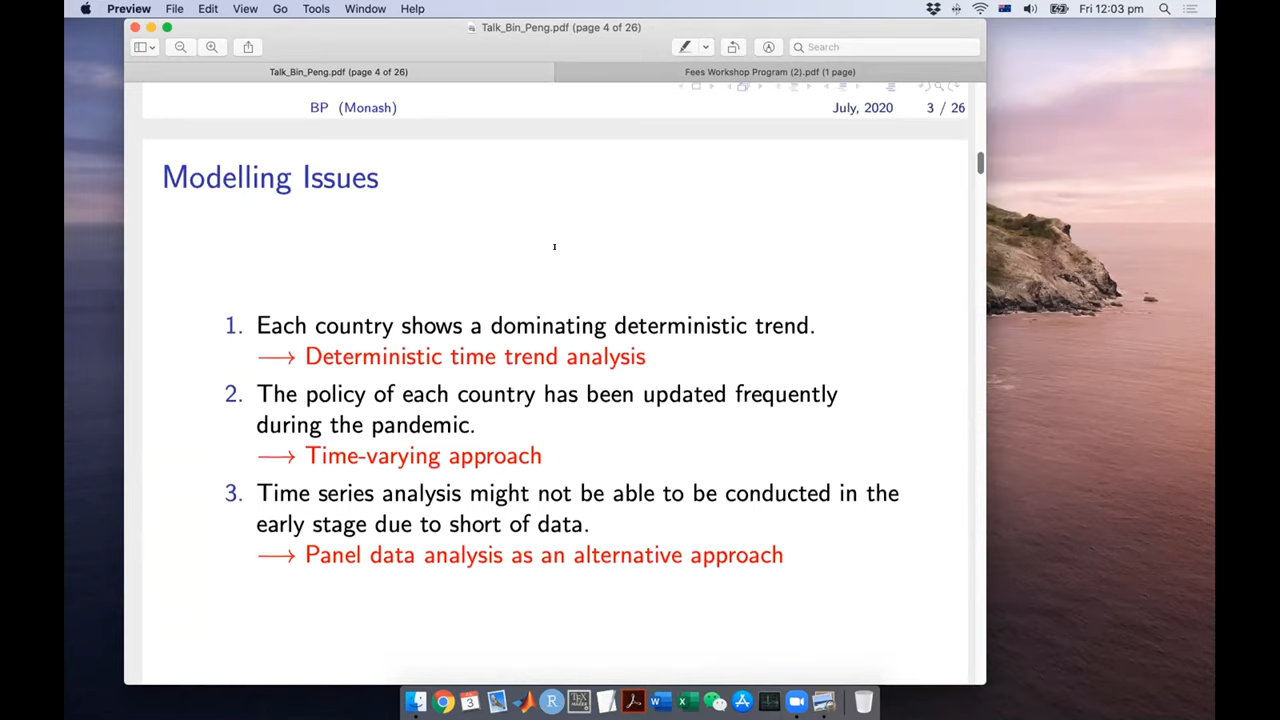 Preview File Edit View Go Tools Window Help Fri 12:03 pm
Talk_Bin_Peng.pdf (page 4 of 26)
Search
Talk_Bin_Peng.pdf (page 4 of 26) Fees Workshop Program (2).pdf (1 page)
BP (Monash) July, 2020 3 / 26
Modelling Issues
1. Each country shows a dominating deterministic trend.
⟶ Deterministic time trend analysis
2. The policy of each country has been updated frequently
during the pandemic.
⟶ Time-varying approach
3. Time series analysis might not be able to be conducted in the
early stage due to short of data.
⟶ Panel data analysis as an alternative approach